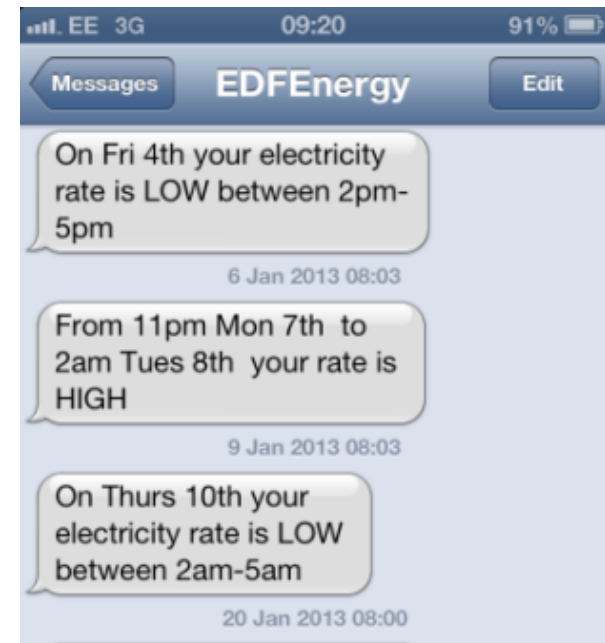 EE 3G 09:20 91%
Messages EDFEnergy Edit
On Fri 4th your electricity
rate is LOW between 2pm-
5pm
6 Jan 2013 08:03
From 11pm Mon 7th to
2am Tues 8th your rate is
HIGH
9 Jan 2013 08:03
On Thurs 10th your
electricity rate is LOW
between 2am-5am
20 Jan 2013 08:00